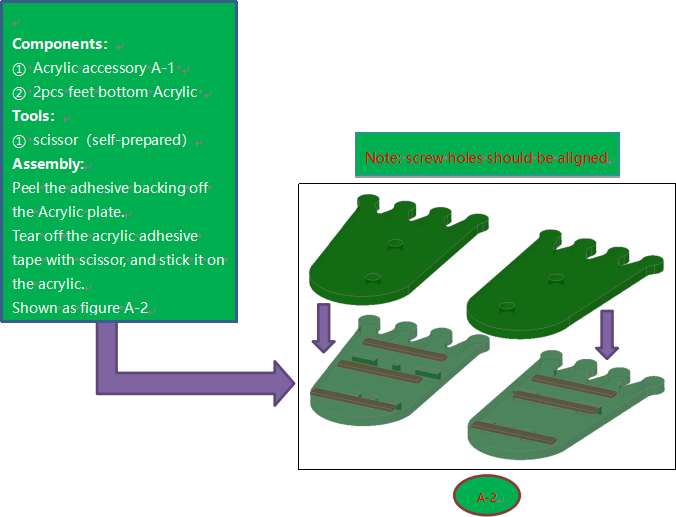 Components:
① Acrylic accessory A-1
② 2pcs feet bottom Acrylic
Tools:
① scissor（self-prepared）
Assembly:
Peel the adhesive backing off
the Acrylic plate.
Tear off the acrylic adhesive
tape with scissor, and stick it on
the acrylic.
Shown as figure A-2
Note: screw holes should be aligned
A-2